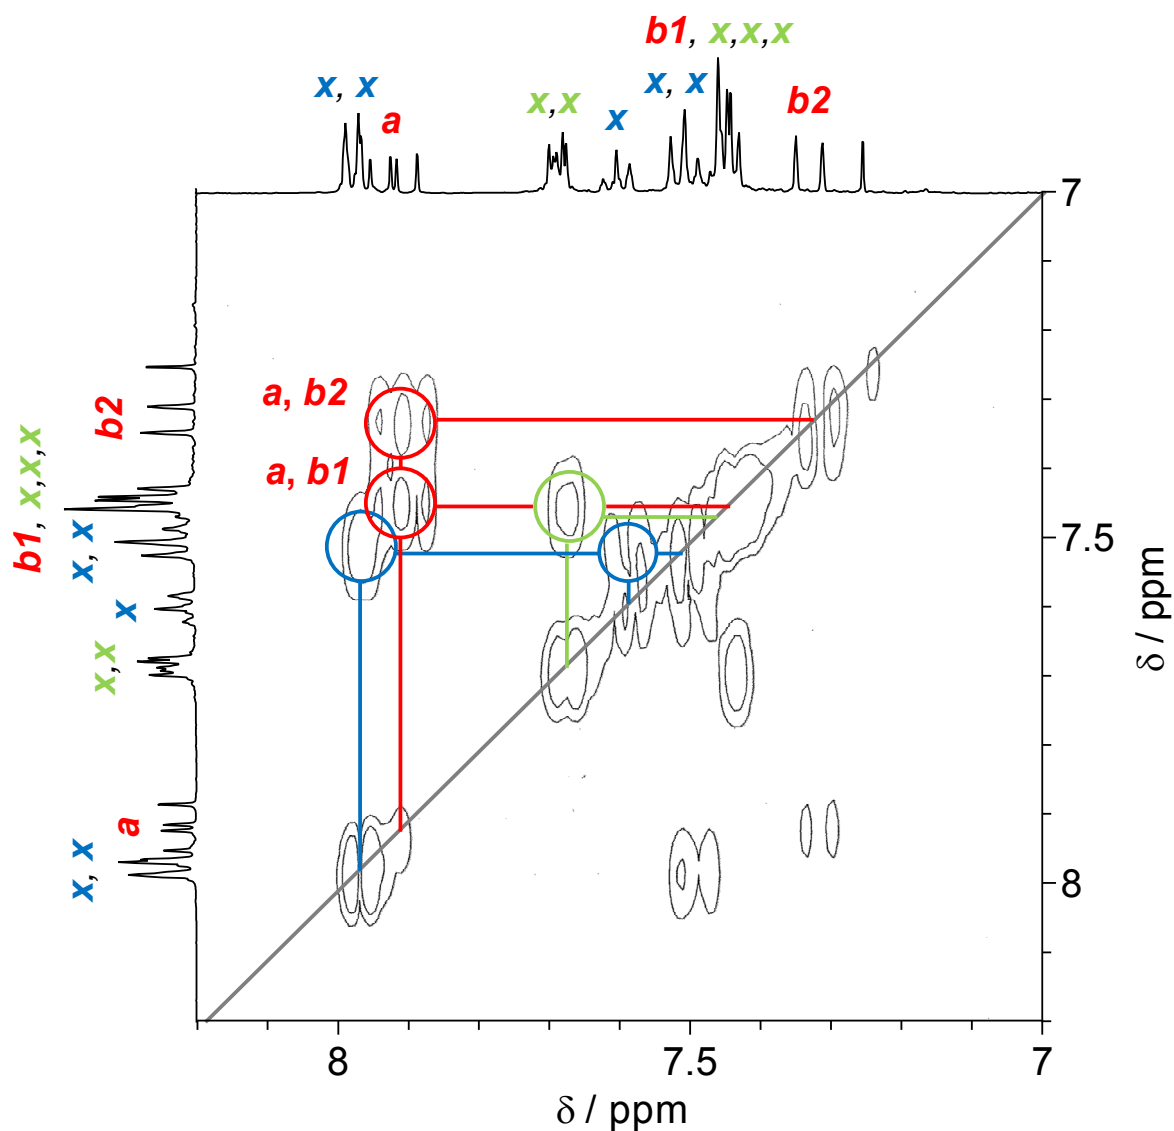 b1, x,x,x
x, x
x, x
b2
a
x,x
x
7
a, b2
b2
a, b1
b1, x,x,x
x, x
7.5
x
δ / ppm
x,x
a
x, x
8
8
7.5
7
δ / ppm